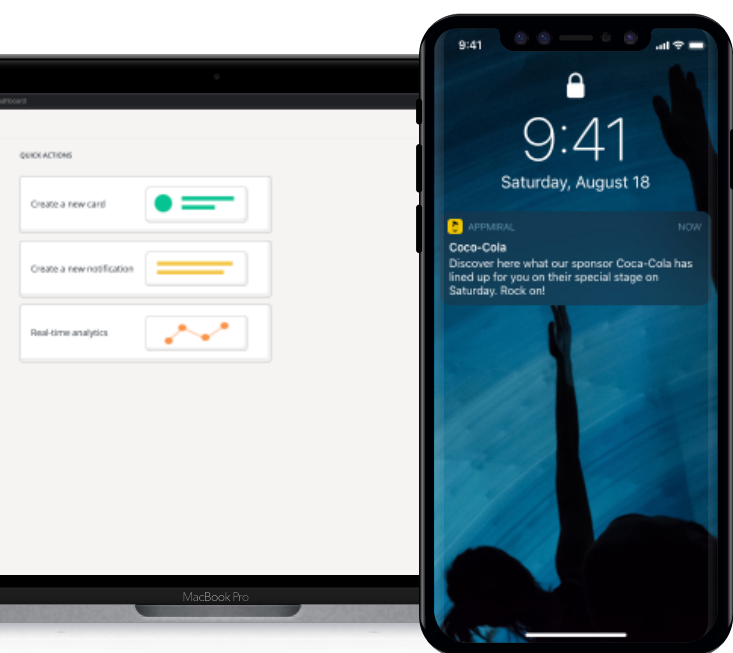 QUICK ACTIONS
Create a new card
Create a new notification
Real-time analytics
MacBook Pro
9:41
9:41
Saturday, August 18
APPMIRAL
NOW
Coco-Cola
Discover here what our sponsor Coca-Cola has
lined up for you on their special stage on
Saturday. Rock on!